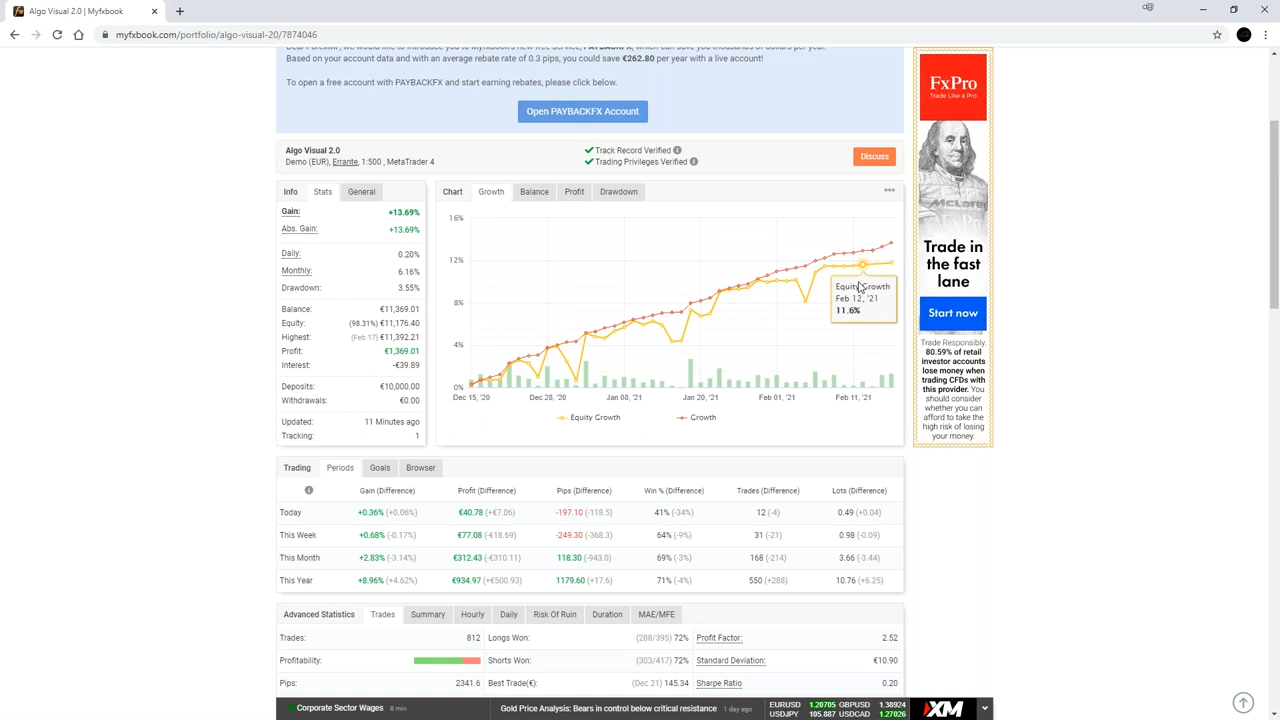 Algo Visual 2.0 | Myfxbook
myfxbook.com/portfolio/algo-visual-20/7874046
Based on your account data and with an average rebate rate of 0.3 pips, you could save €262.80 per year with a live account!
To open a free account with PAYBACKFX and start earning rebates, please click below.
Open PAYBACKFX Account
Algo Visual 2.0
Demo (EUR), Errante, 1:500 , MetaTrader 4
Track Record Verified
Trading Privileges Verified
Discuss
Info Stats General
Gain: +13.69%
Abs. Gain: +13.69%
Daily: 0.20%
Monthly: 6.16%
Drawdown: 3.55%
Balance: €11,369.01
Equity: (98.31%) €11,176.40
Highest: (Feb 17) €11,392.21
Profit: €1,369.01
Interest: -€39.89
Deposits: €10,000.00
Withdrawals: €0.00
Updated: 11 Minutes ago
Tracking: 1
Chart Growth Balance Profit Drawdown
16%
12%
8%
4%
0%
Dec 15, '20 Dec 28, '20 Jan 08, '21 Jan 20, '21 Feb 01, '21 Feb 11, '21
Equity Growth
Feb 12, '21
11.6%
Equity Growth Growth
FxPro
Trade Like a Pro
McLaren
Trade in
the fast
lane
Start now
Trade Responsibly.
80.59% of retail
investor accounts
lose money when
trading CFDs with
this provider. You
should consider
whether you can
afford to take the
high risk of losing
your money.
Trading Periods Goals Browser
Gain (Difference) Profit (Difference) Pips (Difference) Win % (Difference) Trades (Difference) Lots (Difference)
Today +0.36% (+0.06%) €40.78 (+€7.06) -197.10 (-118.5) 41% (-34%) 12 (-4) 0.49 (+0.04)
This Week +0.68% (-0.17%) €77.08 (-€18.69) -249.30 (-368.3) 64% (-9%) 31 (-21) 0.98 (-0.09)
This Month +2.83% (-3.14%) €312.43 (-€310.11) 118.30 (-943.0) 69% (-3%) 168 (-214) 3.66 (-3.44)
This Year +8.96% (+4.62%) €934.97 (+€500.93) 1179.60 (+17.6) 71% (-4%) 550 (+288) 10.76 (+6.25)
Advanced Statistics Trades Summary Hourly Daily Risk Of Ruin Duration MAE/MFE
Trades: 812 Longs Won: (288/395) 72% Profit Factor: 2.52
Profitability: Shorts Won: (303/417) 72% Standard Deviation: €10.90
Pips: 2341.6 Best Trade(€): (Dec 21) 145.34 Sharpe Ratio 0.20
Corporate Sector Wages 8 min Gold Price Analysis: Bears in control below critical resistance 1 day ago
EURUSD 1.20705 GBPUSD 1.38924
USDJPY 105.887 USDCAD 1.27026
XM